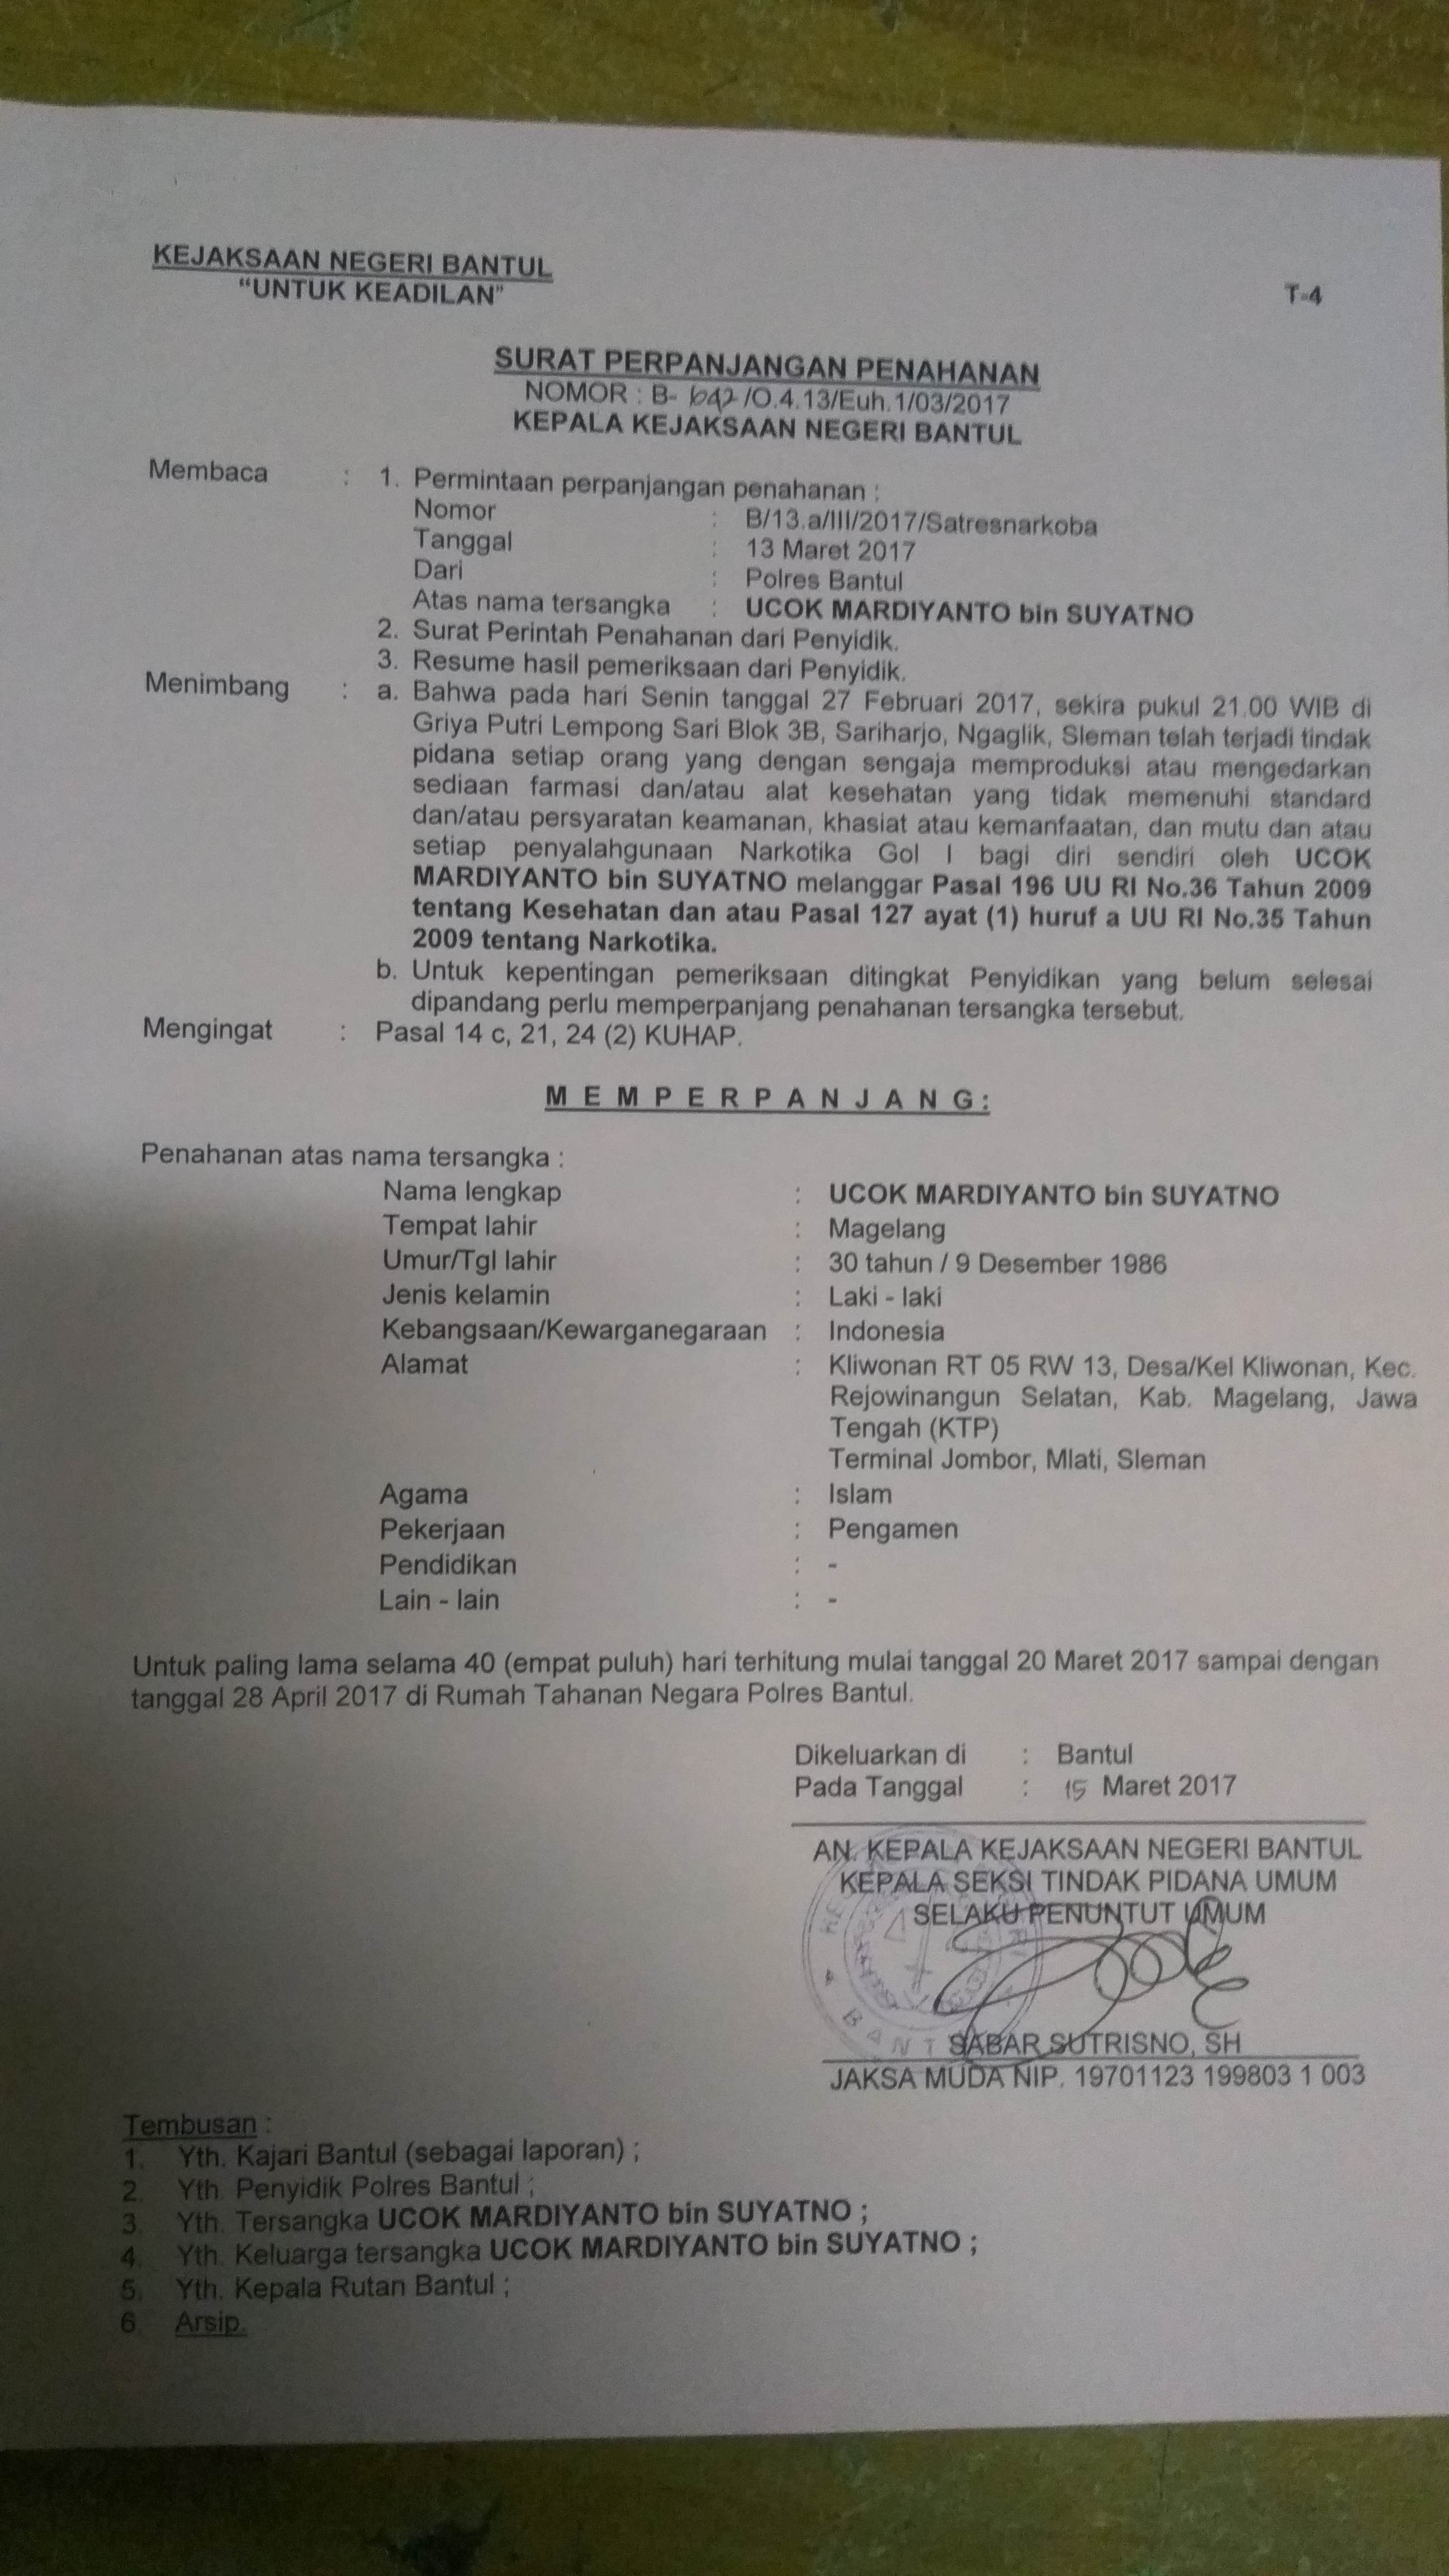 KEJAKSAAN NEGERI BANTUL
"UNTUK KEADILAN"
T-4
SURAT PERPANJANGAN PENAHANAN
NOMOR : B- 642 /O.4.13/Euh.1/03/2017
KEPALA KEJAKSAAN NEGERI BANTUL
Membaca : 1. Permintaan perpanjangan penahanan :
Nomor : B/13.a/III/2017/Satresnarkoba
Tanggal : 13 Maret 2017
Dari : Polres Bantul
Atas nama tersangka : UCOK MARDIYANTO bin SUYATNO
2. Surat Perintah Penahanan dari Penyidik.
3. Resume hasil pemeriksaan dari Penyidik.
Menimbang : a. Bahwa pada hari Senin tanggal 27 Februari 2017, sekira pukul 21.00 WIB di
Griya Putri Lempong Sari Blok 3B, Sariharjo, Ngaglik, Sleman telah terjadi tindak
pidana setiap orang yang dengan sengaja memproduksi atau mengedarkan
sediaan farmasi dan/atau alat kesehatan yang tidak memenuhi standard
dan/atau persyaratan keamanan, khasiat atau kemanfaatan, dan mutu dan atau
setiap penyalahgunaan Narkotika Gol I bagi diri sendiri oleh UCOK
MARDIYANTO bin SUYATNO melanggar Pasal 196 UU RI No.36 Tahun 2009
tentang Kesehatan dan atau Pasal 127 ayat (1) huruf a UU RI No.35 Tahun
2009 tentang Narkotika.
b. Untuk kepentingan pemeriksaan ditingkat Penyidikan yang belum selesai
dipandang perlu memperpanjang penahanan tersangka tersebut.
Mengingat : Pasal 14 c, 21, 24 (2) KUHAP.
M E M P E R P A N J A N G :
Penahanan atas nama tersangka :
Nama lengkap : UCOK MARDIYANTO bin SUYATNO
Tempat lahir : Magelang
Umur/Tgl lahir : 30 tahun / 9 Desember 1986
Jenis kelamin : Laki - laki
Kebangsaan/Kewarganegaraan : Indonesia
Alamat : Kliwonan RT 05 RW 13, Desa/Kel Kliwonan, Kec.
Rejowinangun Selatan, Kab. Magelang, Jawa
Tengah (KTP)
Terminal Jombor, Mlati, Sleman
Agama : Islam
Pekerjaan : Pengamen
Pendidikan : -
Lain - lain : -
Untuk paling lama selama 40 (empat puluh) hari terhitung mulai tanggal 20 Maret 2017 sampai dengan
tanggal 28 April 2017 di Rumah Tahanan Negara Polres Bantul.
Dikeluarkan di : Bantul
Pada Tanggal : 15 Maret 2017
AN. KEPALA KEJAKSAAN NEGERI BANTUL
KEPALA SEKSI TINDAK PIDANA UMUM
SELAKU PENUNTUT UMUM
SABAR SUTRISNO, SH
JAKSA MUDA NIP. 19701123 199803 1 003
Tembusan :
1. Yth. Kajari Bantul (sebagai laporan) ;
2. Yth. Penyidik Polres Bantul ;
3. Yth. Tersangka UCOK MARDIYANTO bin SUYATNO ;
4. Yth. Keluarga tersangka UCOK MARDIYANTO bin SUYATNO ;
5. Yth. Kepala Rutan Bantul ;
6. Arsip.